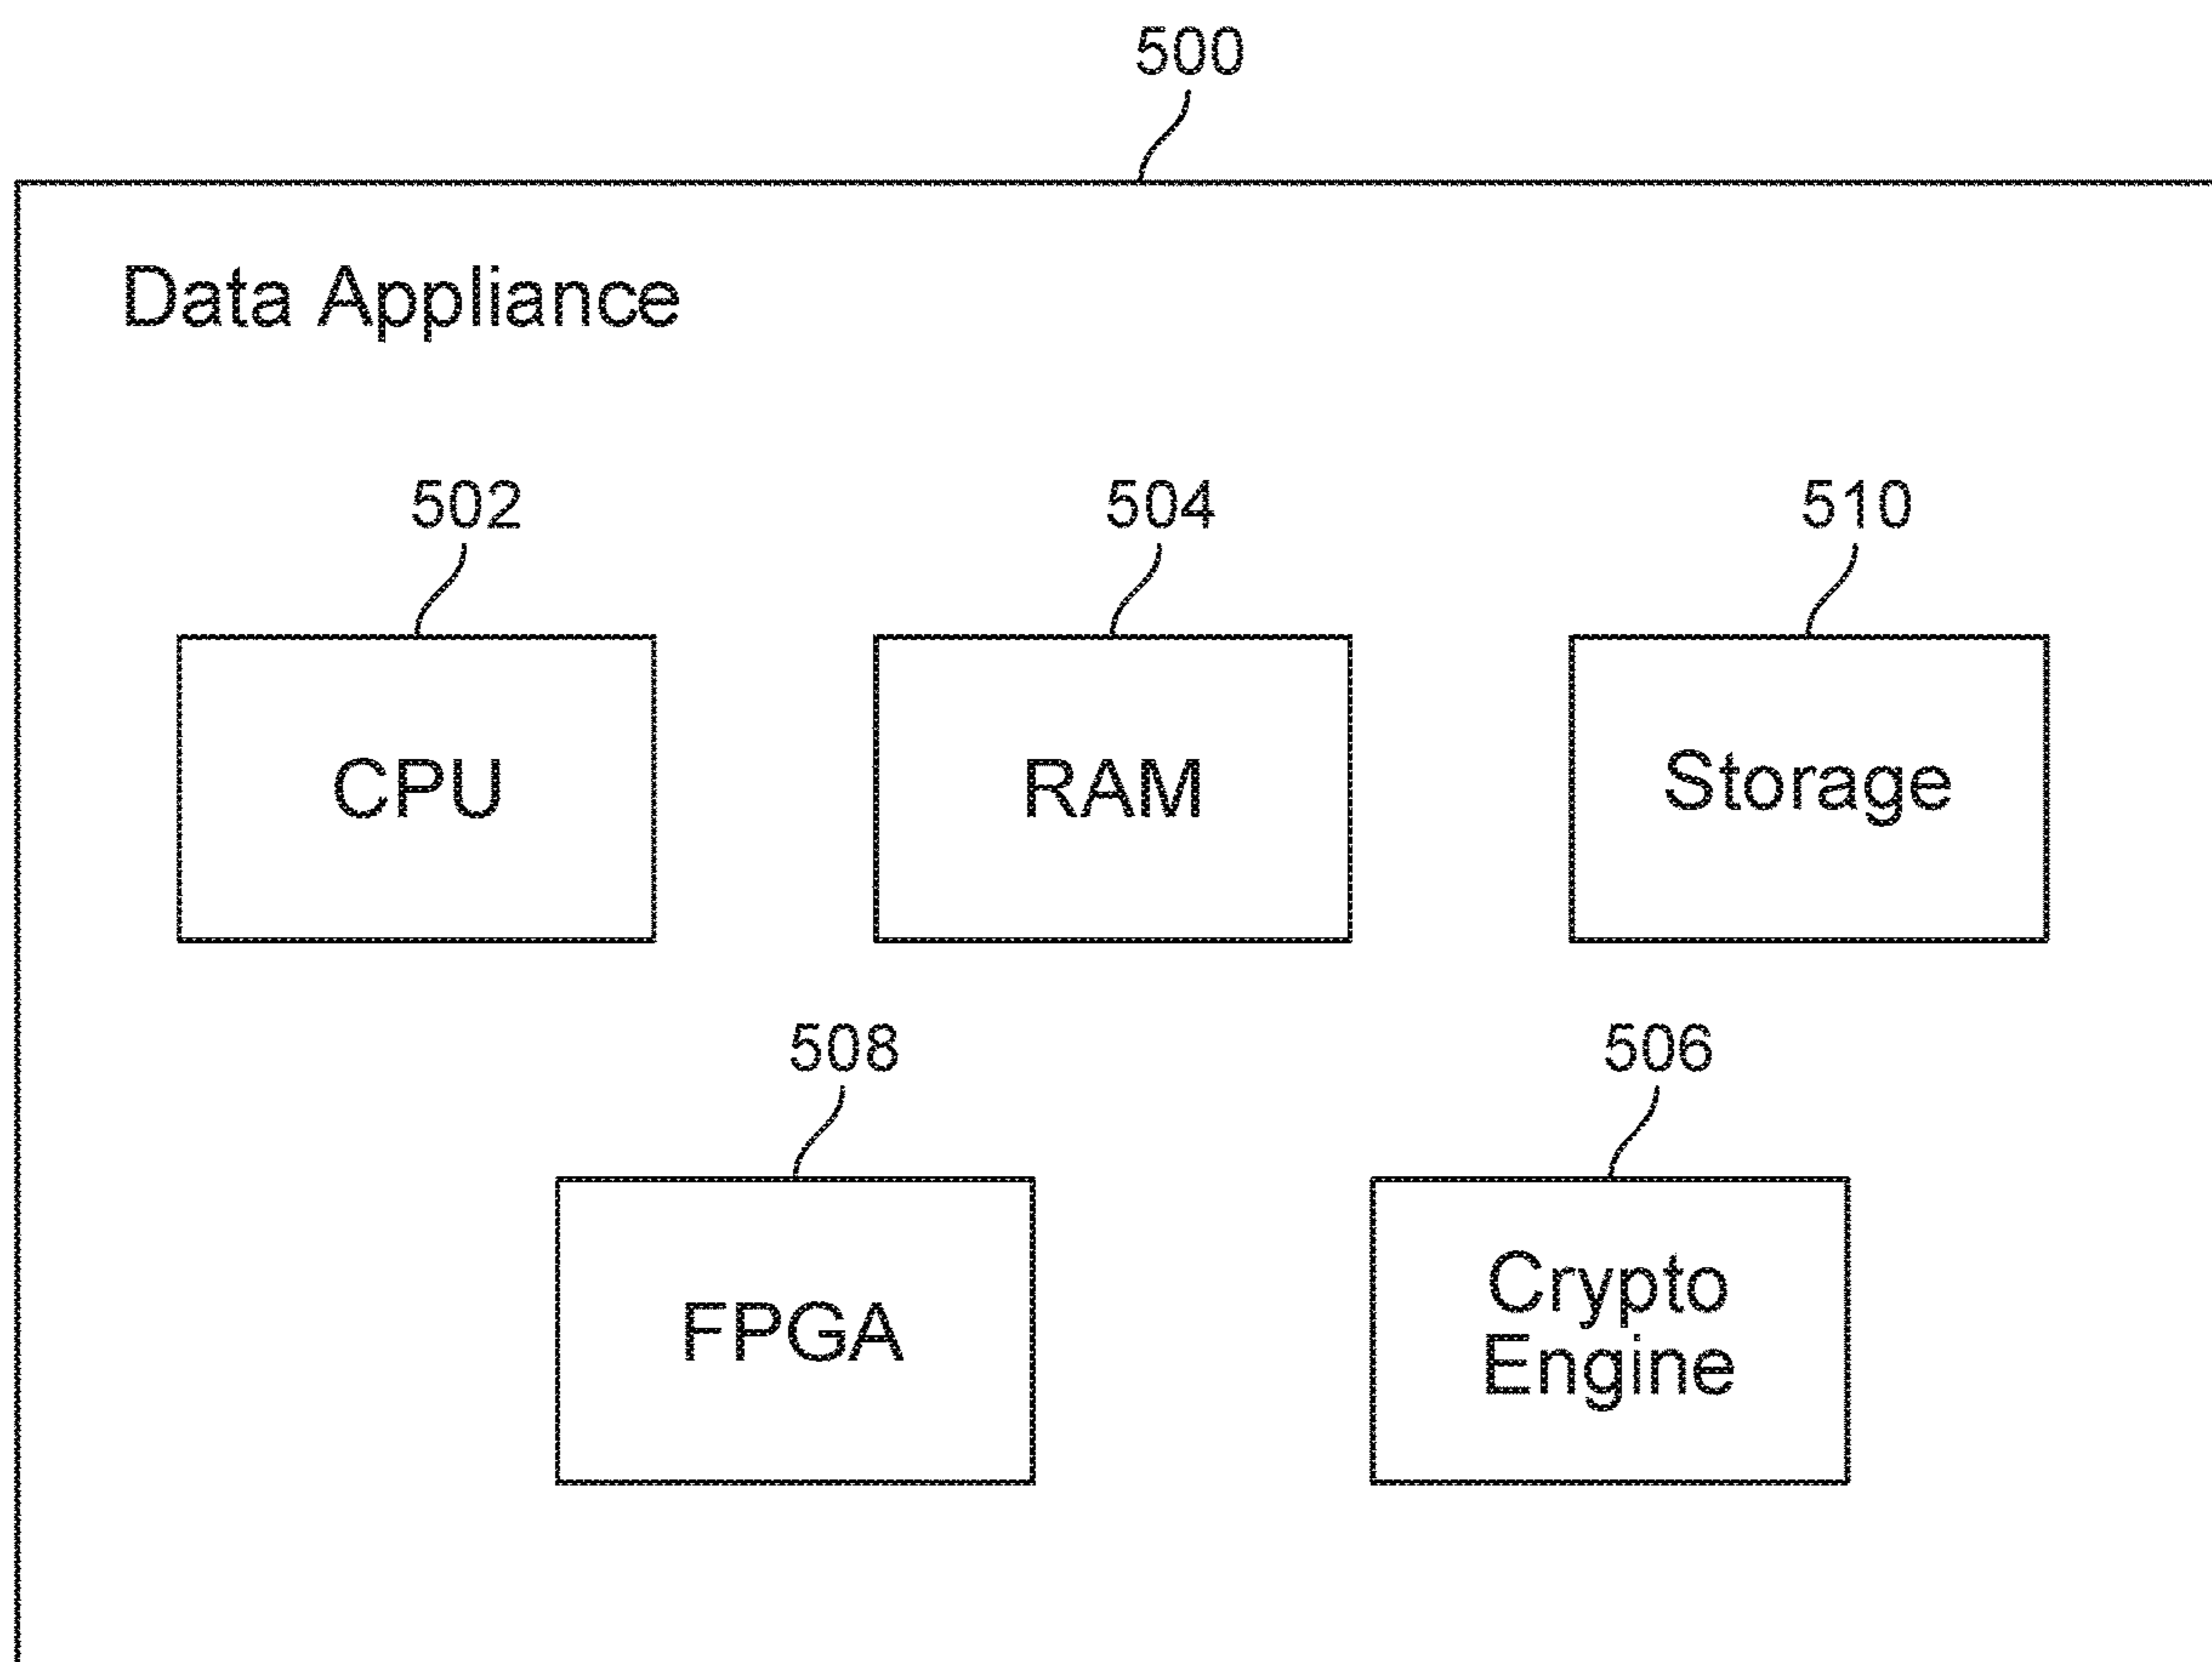 500
Data Appliance
502
504
510
CPU
RAM
Storage
508
506
FPGA
Crypto
Engine